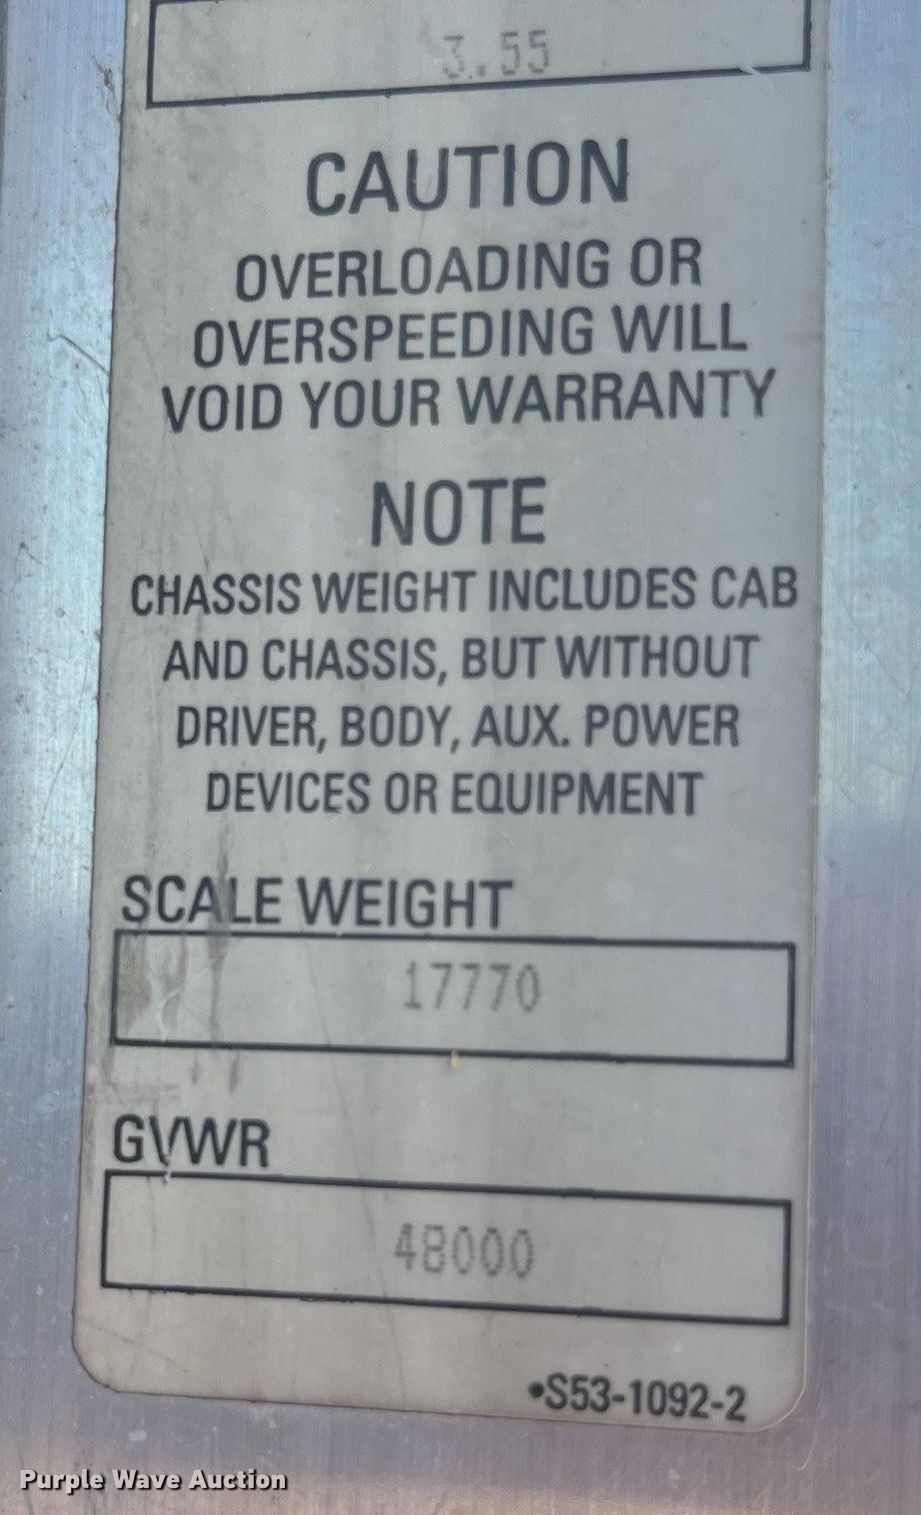 3.55
CAUTION
OVERLOADING OR
OVERSPEEDING WILL
VOID YOUR WARRANTY
NOTE
CHASSIS WEIGHT INCLUDES CAB
AND CHASSIS, BUT WITHOUT
DRIVER, BODY, AUX. POWER
DEVICES OR EQUIPMENT
SCALE WEIGHT
17770
GVWR
48000
•S53-1092-2
Purple Wave Auction